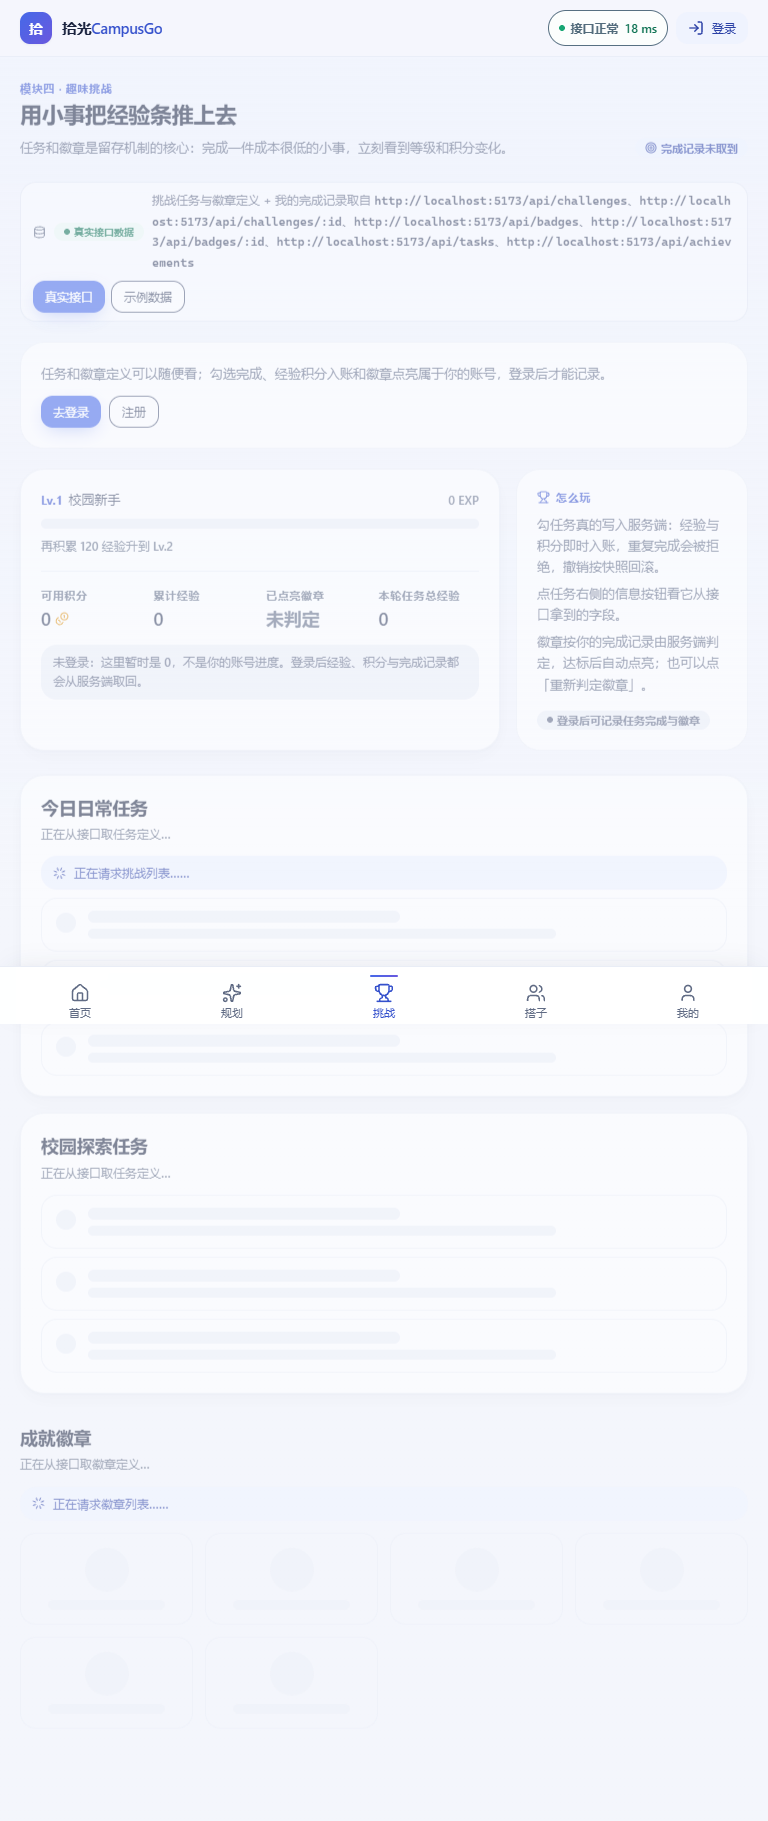 拾 拾光CampusGo
接口正常 18 ms
登录
模块四 · 趣味挑战
用小事把经验条推上去
任务和徽章是留存机制的核心：完成一件成本很低的小事，立刻看到等级和积分变化。
完成记录未取到
真实接口数据
挑战任务与徽章定义 + 我的完成记录取自 http://localhost:5173/api/challenges、http://localh
ost:5173/api/challenges/:id、http://localhost:5173/api/badges、http://localhost:517
3/api/badges/:id、http://localhost:5173/api/tasks、http://localhost:5173/api/achiev
ements
真实接口
示例数据
任务和徽章定义可以随便看；勾选完成、经验积分入账和徽章点亮属于你的账号，登录后才能记录。
去登录
注册
Lv.1 校园新手
0 EXP
再积累 120 经验升到 Lv.2
可用积分
0
累计经验
0
已点亮徽章
未判定
本轮任务总经验
0
未登录：这里暂时是 0，不是你的账号进度。登录后经验、积分与完成记录都
会从服务端取回。
怎么玩
勾任务真的写入服务端：经验与
积分即时入账，重复完成会被拒
绝，撤销按快照回滚。
点任务右侧的信息按钮看它从接
口拿到的字段。
徽章按你的完成记录由服务端判
定，达标后自动点亮；也可以点
「重新判定徽章」。
登录后可记录任务完成与徽章
今日日常任务
正在从接口取任务定义…
正在请求挑战列表……
首页
规划
挑战
搭子
我的
校园探索任务
正在从接口取任务定义…
成就徽章
正在从接口取徽章定义…
正在请求徽章列表……